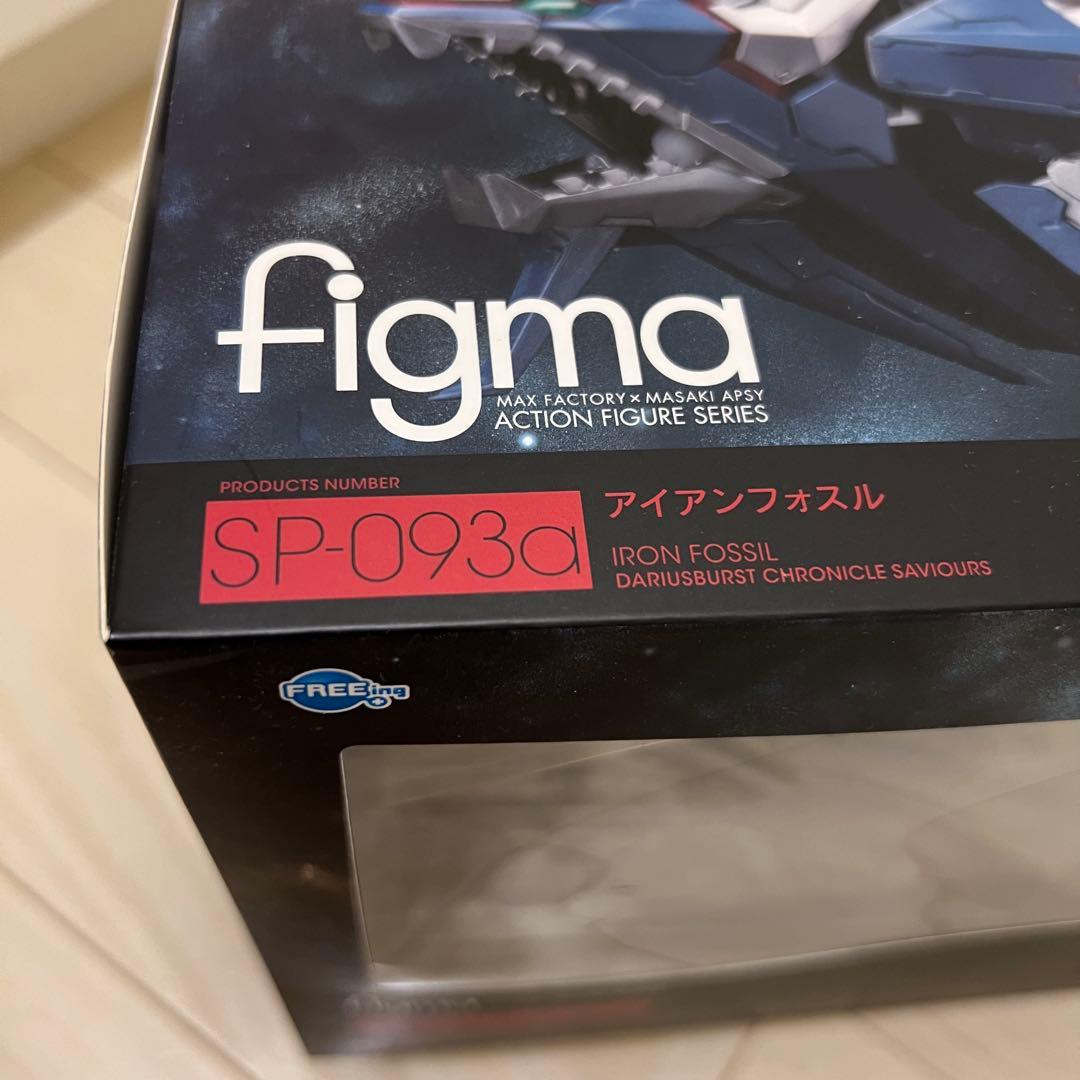 figma
MAX FACTORY × MASAKI APSY
ACTION FIGURE SERIES
PRODUCTS NUMBER
SP-093a
アイアンフォスル
IRON FOSSIL
DARIUSBURST CHRONICLE SAVIOURS
FREEing